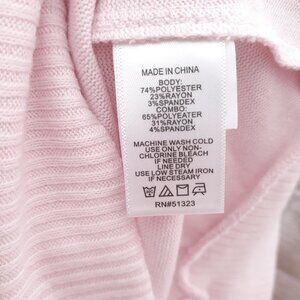 MADE IN CHINA
BODY:
74%POLYESTER
23%RAYON
3%SPANDEX
COMBO:
65%POLYEATER
31%RAYON
4%SPANDEX
MACHINE WASH COLD
USE ONLY NON-
CHLORINE BLEACH
IF NEEDED
LINE DRY
USE LOW STEAM IRON
IF NECESSARY
RN#51323